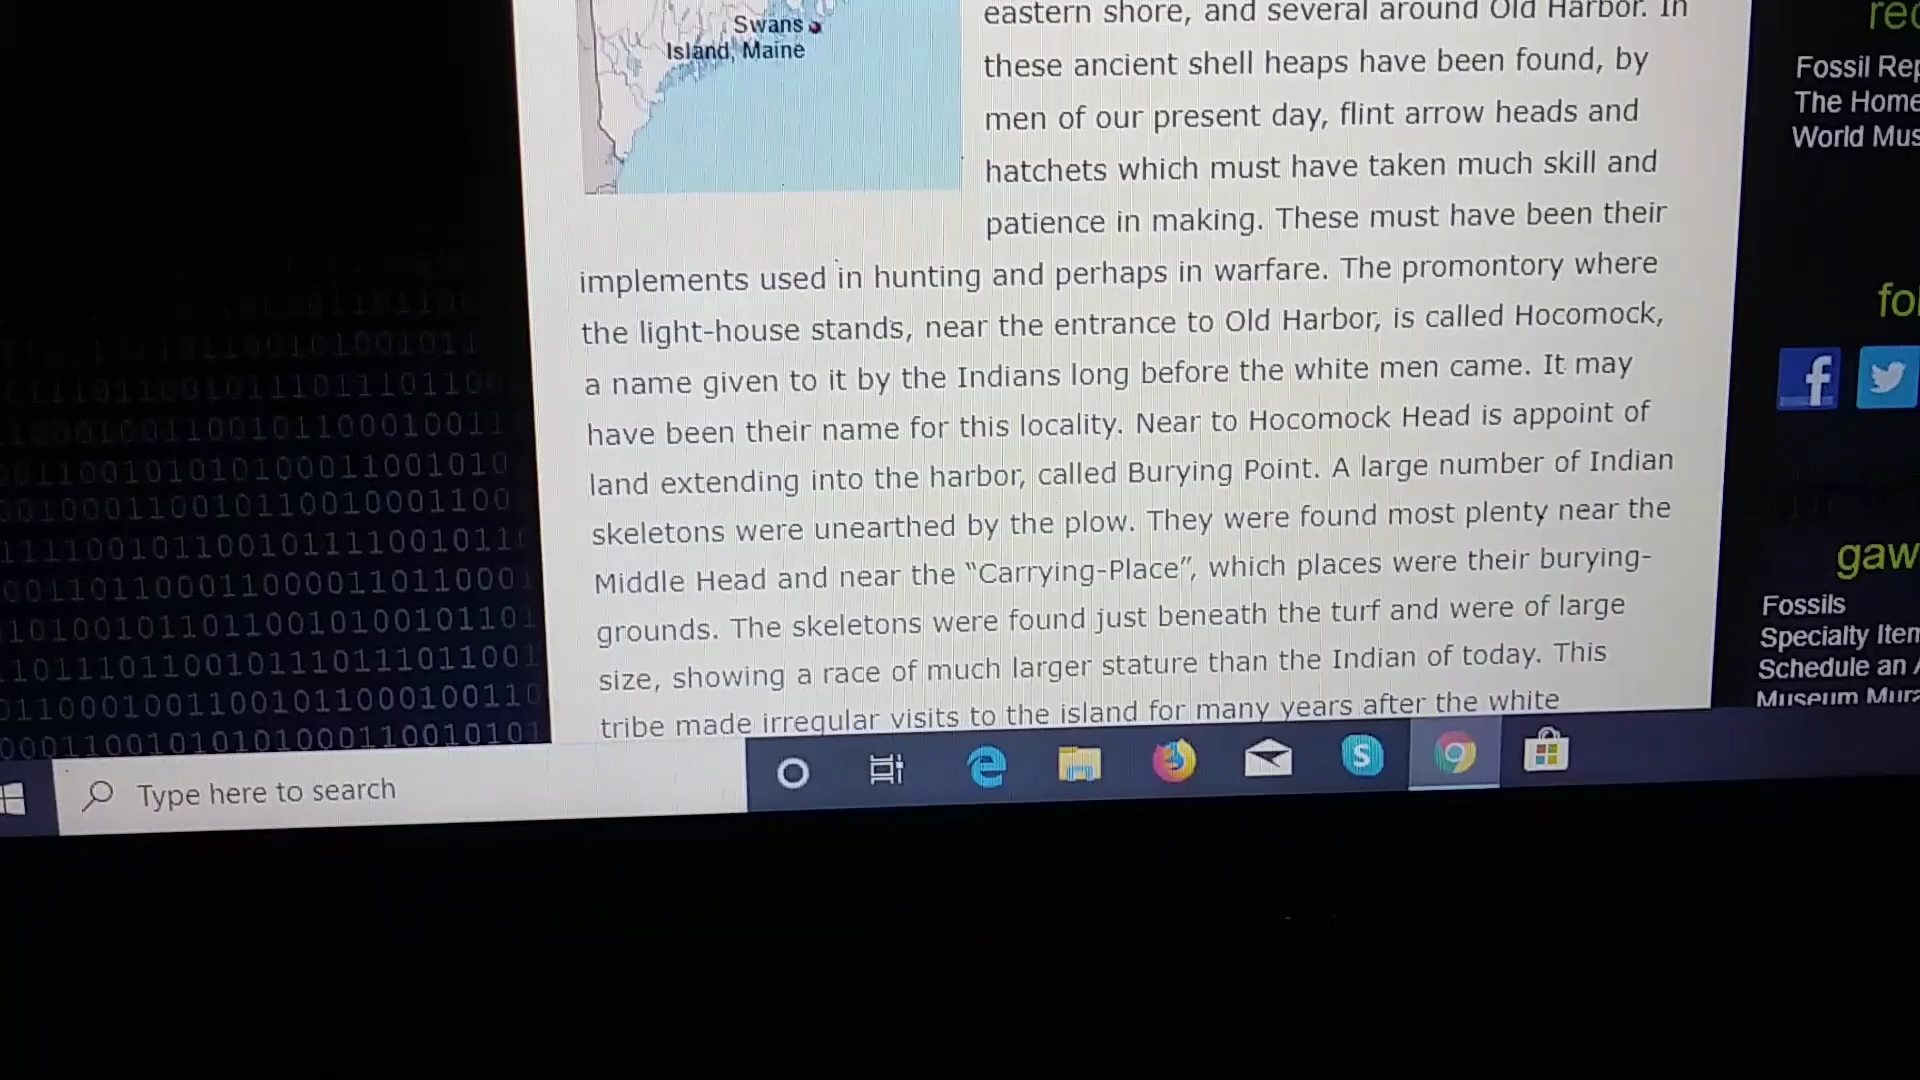 Swans
Island, Maine
eastern shore, and several around Old Harbor. In
these ancient shell heaps have been found, by
men of our present day, flint arrow heads and
hatchets which must have taken much skill and
patience in making. These must have been their
implements used in hunting and perhaps in warfare. The promontory where
the light-house stands, near the entrance to Old Harbor, is called Hocomock,
a name given to it by the Indians long before the white men came. It may
have been their name for this locality. Near to Hocomock Head is appoint of
land extending into the harbor, called Burying Point. A large number of Indian
skeletons were unearthed by the plow. They were found most plenty near the
Middle Head and near the “Carrying-Place”, which places were their burying-
grounds. The skeletons were found just beneath the turf and were of large
size, showing a race of much larger stature than the Indian of today. This
tribe made irregular visits to the island for many years after the white
Fossil Rep
The Home
World Mus
fo
f
gaw
Fossils
Specialty Item
Schedule an A
Museum Mura
Type here to search
S